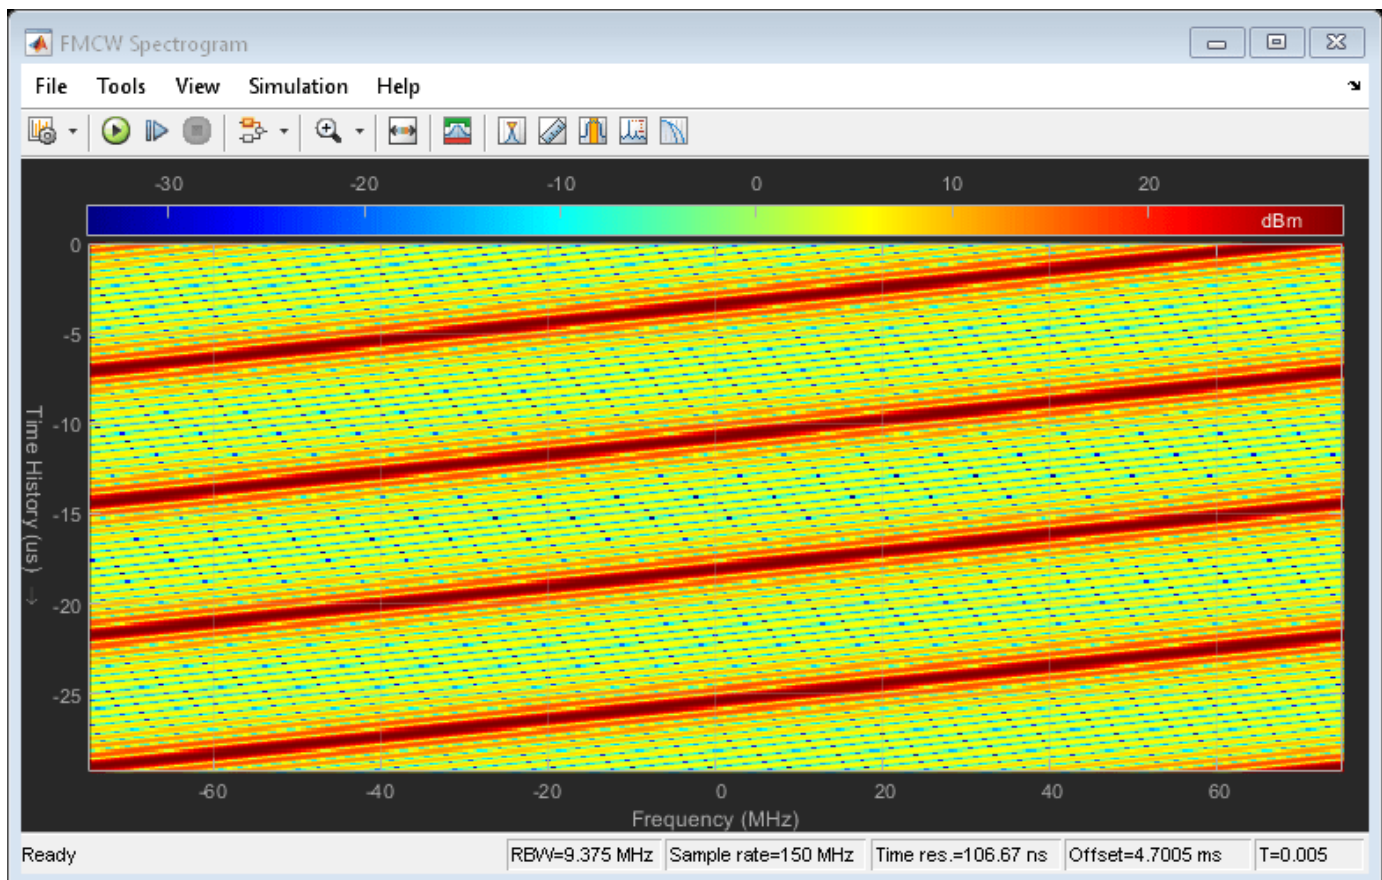 FMCW Spectrogram
File Tools View Simulation Help
-30 -20 -10 0 10 20
dBm
0
-5
-10
-15
-20
-25
Time History (us) →
-60 -40 -20 0 20 40 60
Frequency (MHz)
Ready RBW=9.375 MHz Sample rate=150 MHz Time res.=106.67 ns Offset=4.7005 ms T=0.005